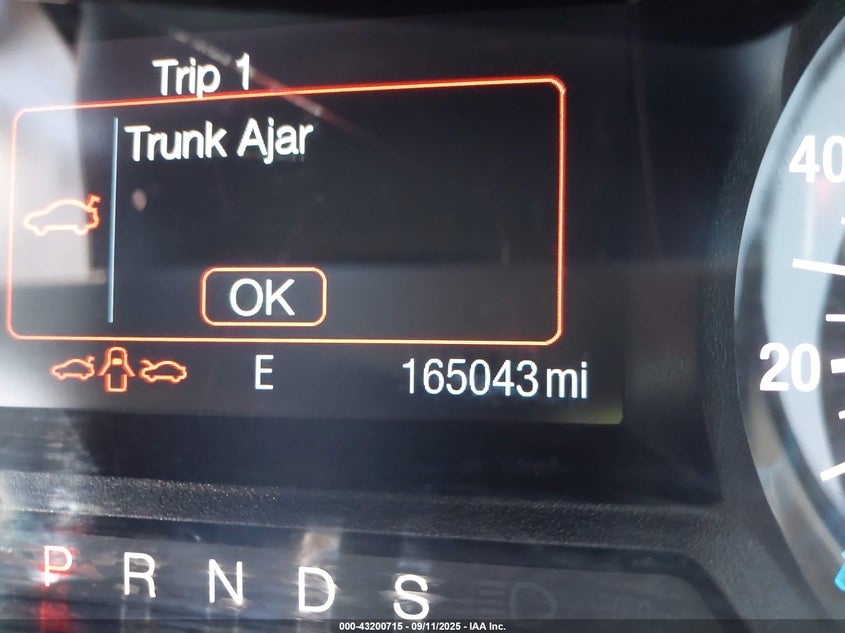 Trip 1
Trunk Ajar
OK
E 165043 mi
40
20
P R N D S
000-43200715 - 09/11/2025 - IAA Inc.